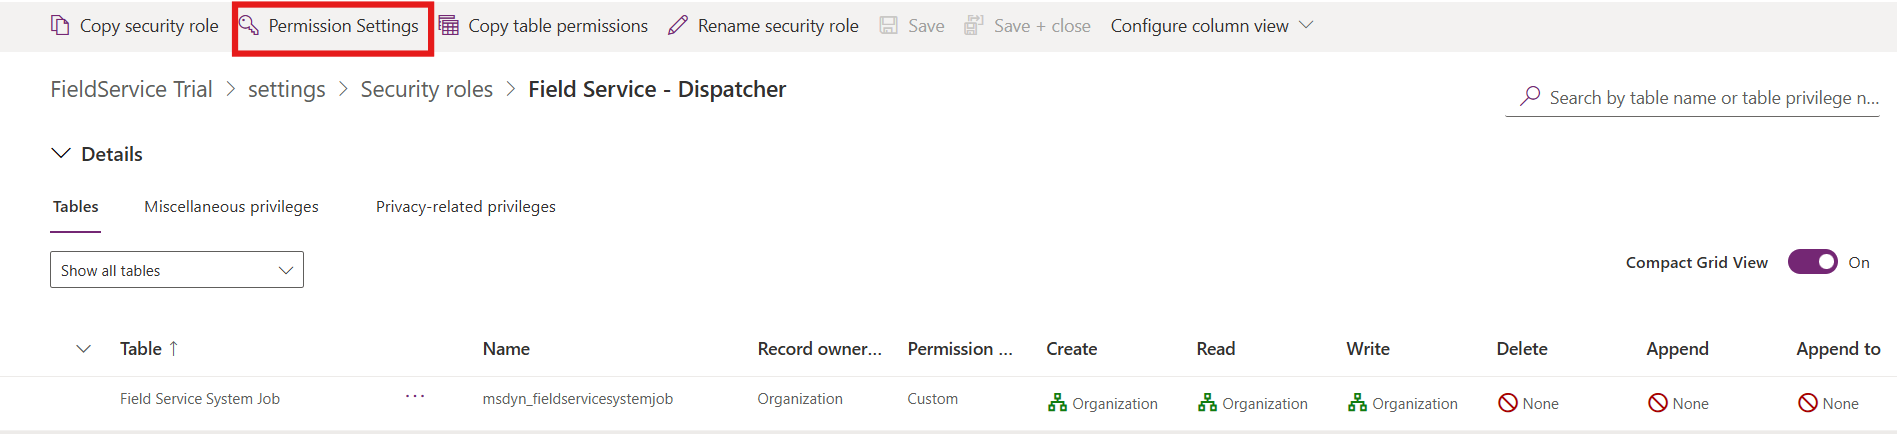 Copy security role Permission Settings Copy table permissions Rename security role Save Save + close Configure column view
FieldService Trial > settings > Security roles > Field Service - Dispatcher
Search by table name or table privilege n...
Details
Tables Miscellaneous privileges Privacy-related privileges
Show all tables
Compact Grid View On
Table ↑ Name Record owner... Permission ... Create Read Write Delete Append Append to
Field Service System Job ... msdyn_fieldservicesystemjob Organization Custom Organization Organization Organization None None None